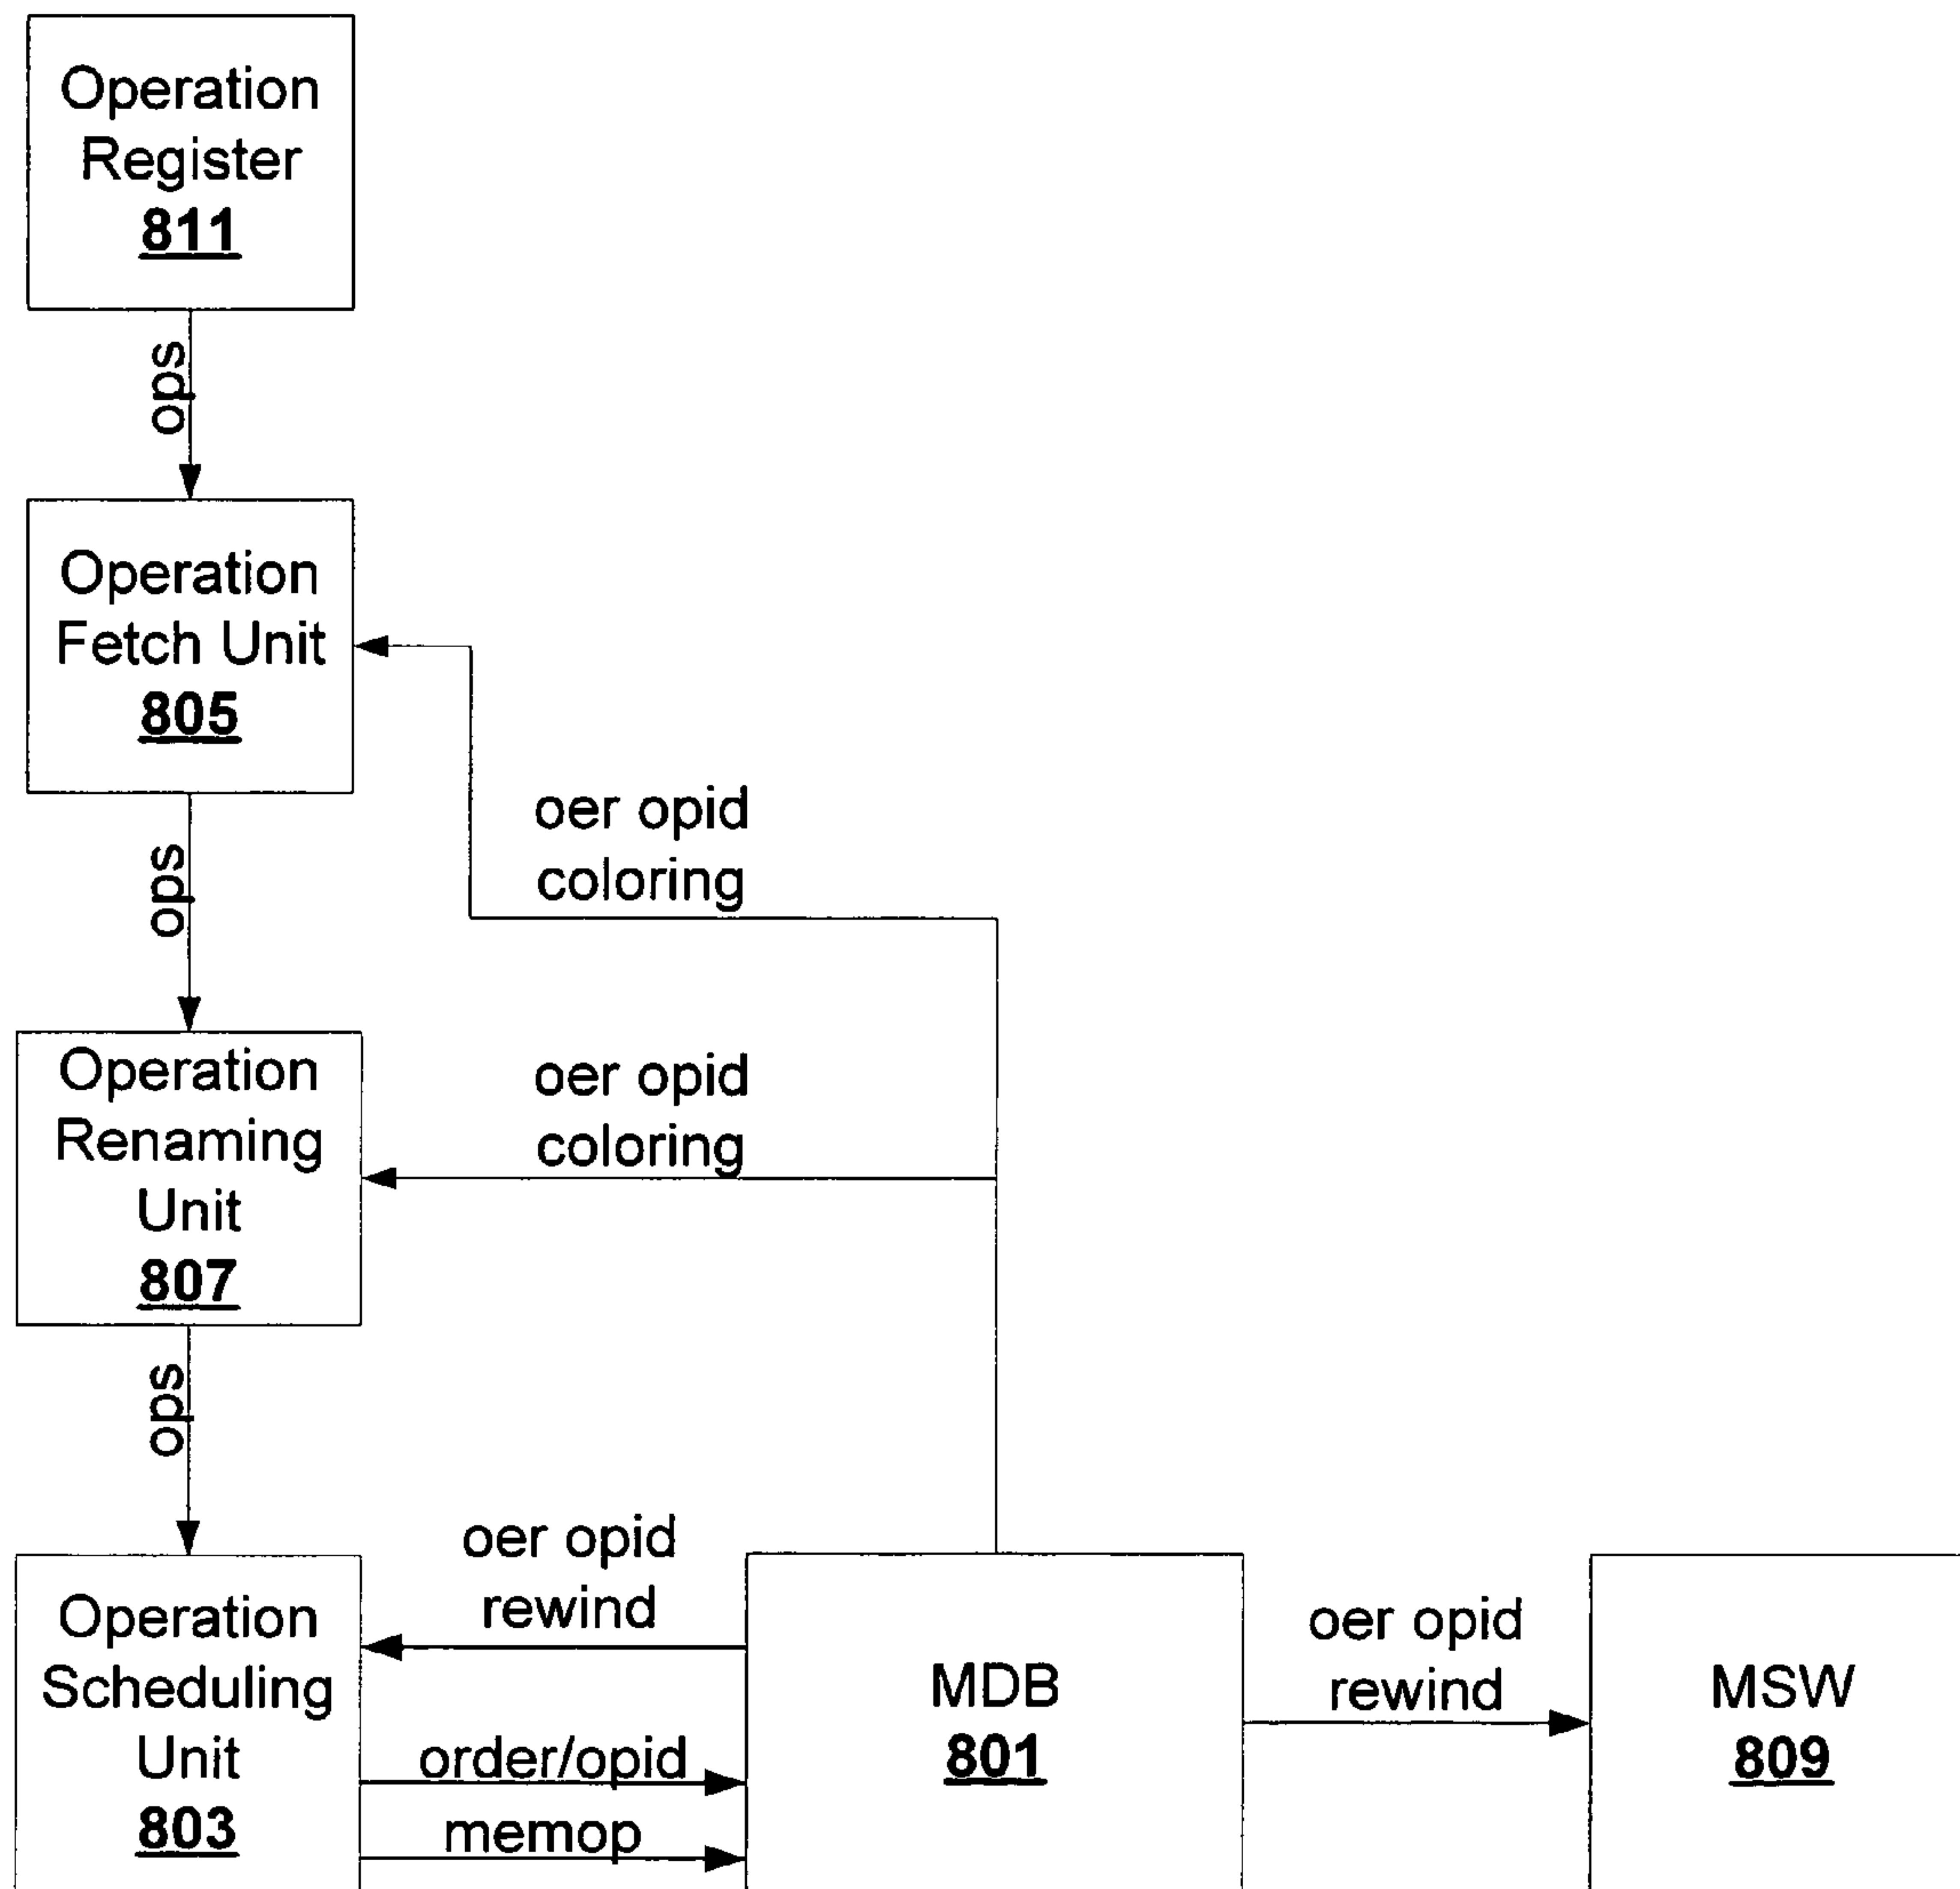 Operation
Register
811
ops
Operation
Fetch Unit
805
oer opid
coloring
ops
Operation
Renaming
Unit
807
oer opid
coloring
ops
oer opid
rewind
Operation
Scheduling
Unit
803
order/opid
memop
MDB
801
oer opid
rewind
MSW
809